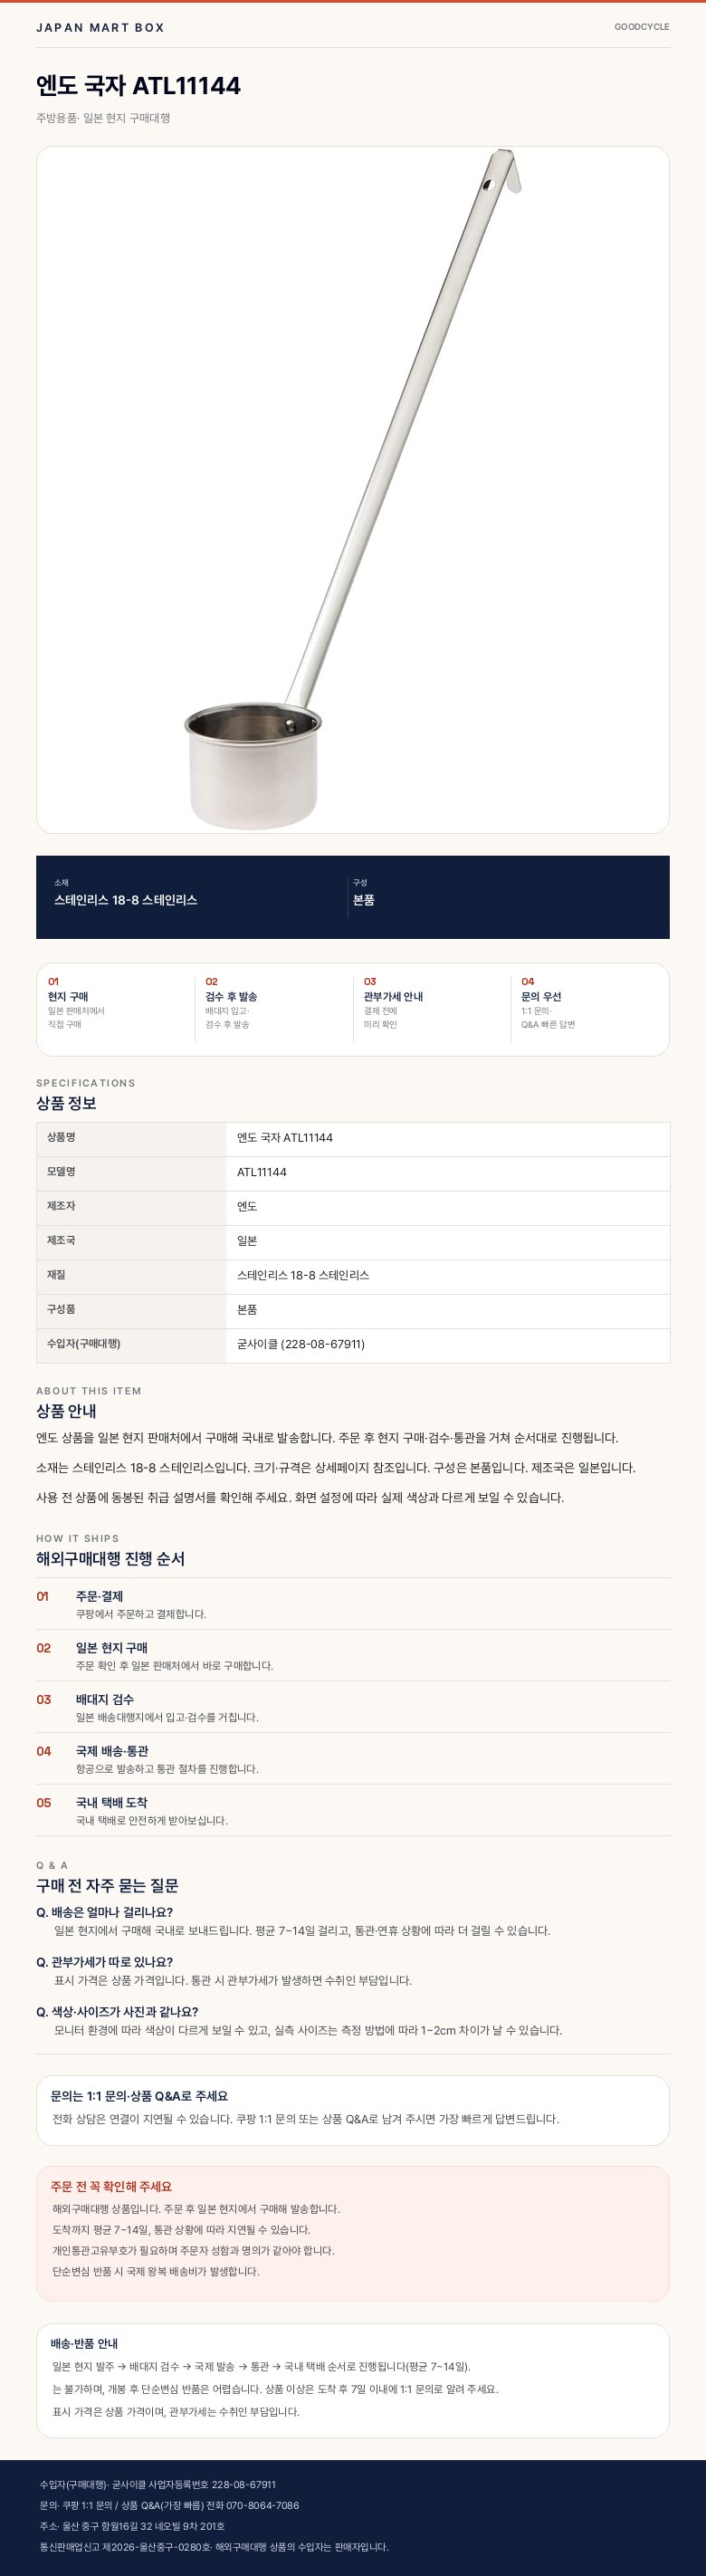 JAPAN MART BOX
GOODCYCLE
엔도 국자 ATL11144
주방용품· 일본 현지 구매대행
소재
스테인리스 18-8 스테인리스
구성
본품
01
현지 구매
일본 판매처에서
직접 구매
02
검수 후 발송
배대지 입고·
검수 후 발송
03
관부가세 안내
결제 전에
미리 확인
04
문의 우선
1:1 문의·
Q&A 빠른 답변
SPECIFICATIONS
상품 정보
상품명 엔도 국자 ATL11144
모델명 ATL11144
제조자 엔도
제조국 일본
재질 스테인리스 18-8 스테인리스
구성품 본품
수입자(구매대행) 굳사이클 (228-08-67911)
ABOUT THIS ITEM
상품 안내
엔도 상품을 일본 현지 판매처에서 구매해 국내로 발송합니다. 주문 후 현지 구매·검수·통관을 거쳐 순서대로 진행됩니다.
소재는 스테인리스 18-8 스테인리스입니다. 크기·규격은 상세페이지 참조입니다. 구성은 본품입니다. 제조국은 일본입니다.
사용 전 상품에 동봉된 취급 설명서를 확인해 주세요. 화면 설정에 따라 실제 색상과 다르게 보일 수 있습니다.
HOW IT SHIPS
해외구매대행 진행 순서
01 주문·결제
쿠팡에서 주문하고 결제합니다.
02 일본 현지 구매
주문 확인 후 일본 판매처에서 바로 구매합니다.
03 배대지 검수
일본 배송대행지에서 입고·검수를 거칩니다.
04 국제 배송·통관
항공으로 발송하고 통관 절차를 진행합니다.
05 국내 택배 도착
국내 택배로 안전하게 받아보십니다.
Q & A
구매 전 자주 묻는 질문
Q. 배송은 얼마나 걸리나요?
일본 현지에서 구매해 국내로 보내드립니다. 평균 7~14일 걸리고, 통관·연휴 상황에 따라 더 걸릴 수 있습니다.
Q. 관부가세가 따로 있나요?
표시 가격은 상품 가격입니다. 통관 시 관부가세가 발생하면 수취인 부담입니다.
Q. 색상·사이즈가 사진과 같나요?
모니터 환경에 따라 색상이 다르게 보일 수 있고, 실측 사이즈는 측정 방법에 따라 1~2cm 차이가 날 수 있습니다.
문의는 1:1 문의·상품 Q&A로 주세요
전화 상담은 연결이 지연될 수 있습니다. 쿠팡 1:1 문의 또는 상품 Q&A로 남겨 주시면 가장 빠르게 답변드립니다.
주문 전 꼭 확인해 주세요
해외구매대행 상품입니다. 주문 후 일본 현지에서 구매해 발송합니다.
도착까지 평균 7~14일, 통관 상황에 따라 지연될 수 있습니다.
개인통관고유부호가 필요하며 주문자 성함과 명의가 같아야 합니다.
단순변심 반품 시 국제 왕복 배송비가 발생합니다.
배송·반품 안내
일본 현지 발주 → 배대지 검수 → 국제 발송 → 통관 → 국내 택배 순서로 진행됩니다(평균 7~14일).
는 불가하며, 개봉 후 단순변심 반품은 어렵습니다. 상품 이상은 도착 후 7일 이내에 1:1 문의로 알려 주세요.
표시 가격은 상품 가격이며, 관부가세는 수취인 부담입니다.
수입자(구매대행)· 굳사이클 사업자등록번호 228-08-67911
문의· 쿠팡 1:1 문의 / 상품 Q&A(가장 빠름) 전화 070-8064-7086
주소· 울산 중구 함월16길 32 네오빌 9차 201호
통신판매업신고 제2026-울산중구-0280호· 해외구매대행 상품의 수입자는 판매자입니다.